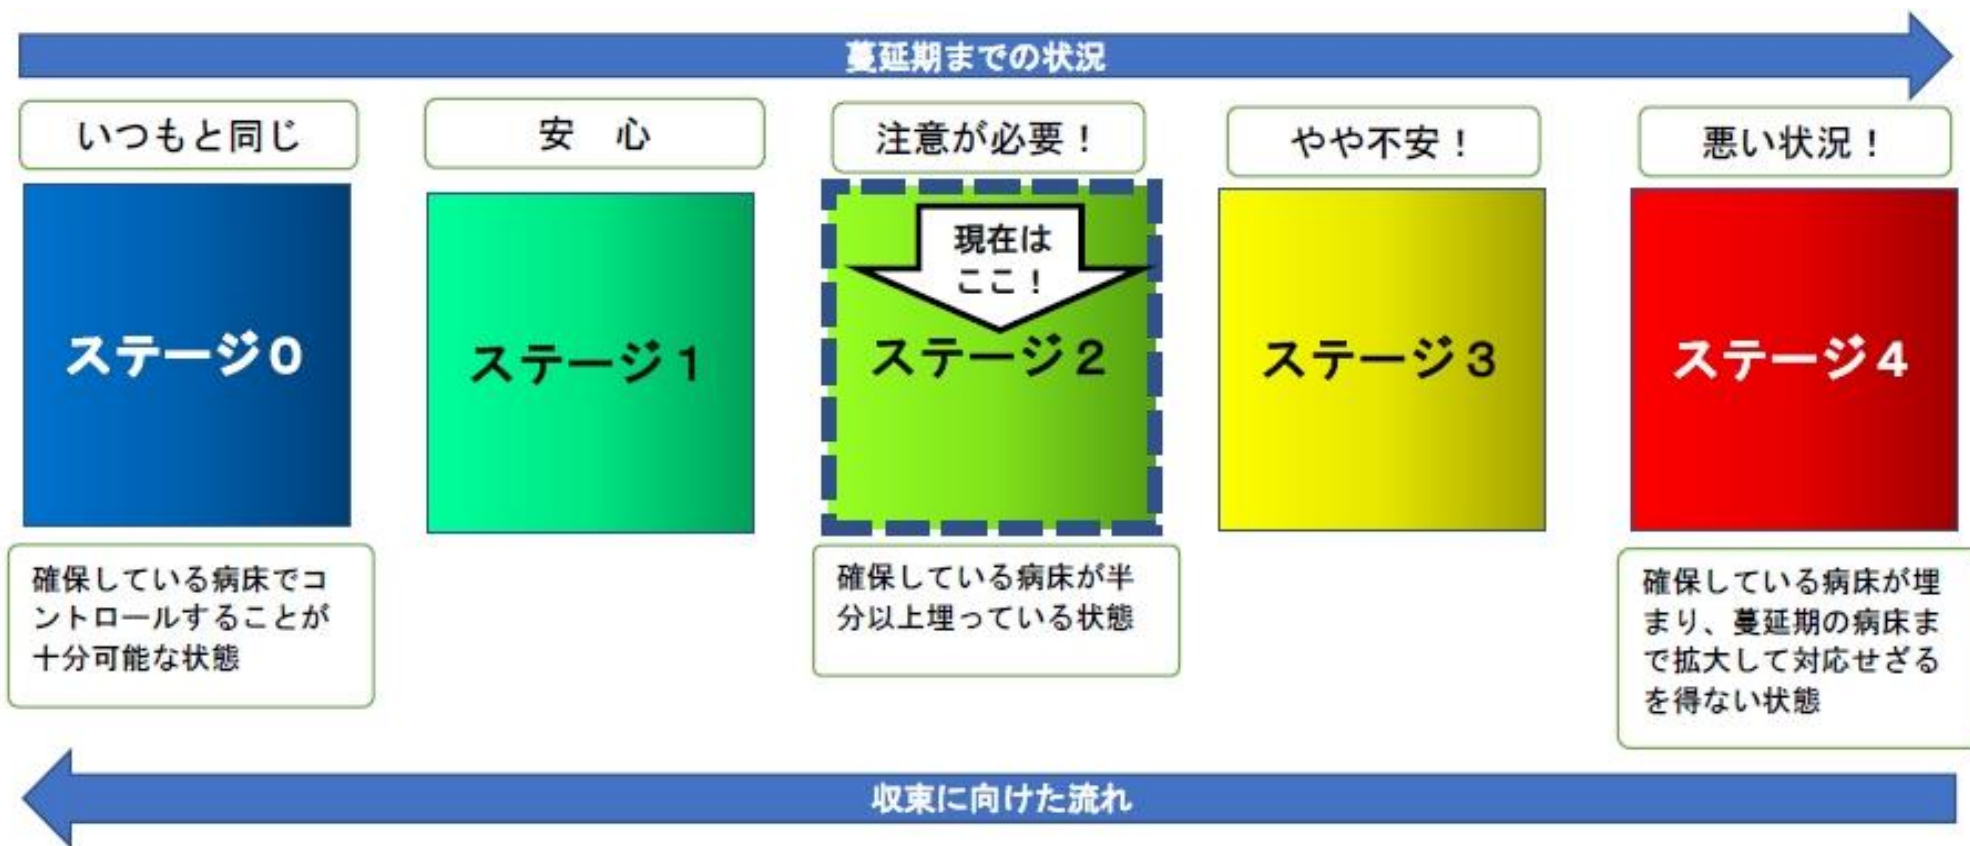 蔓延期までの状況
いつもと同じ
安 心
注意が必要！
やや不安！
悪い状況！
現在は
ここ！
ステージ０
ステージ１
ステージ２
ステージ３
ステージ４
確保している病床でコ
ントロールすることが
十分可能な状態
確保している病床が半
分以上埋っている状態
確保している病床が埋
まり、蔓延期の病床ま
で拡大して対応せざる
を得ない状態
収束に向けた流れ